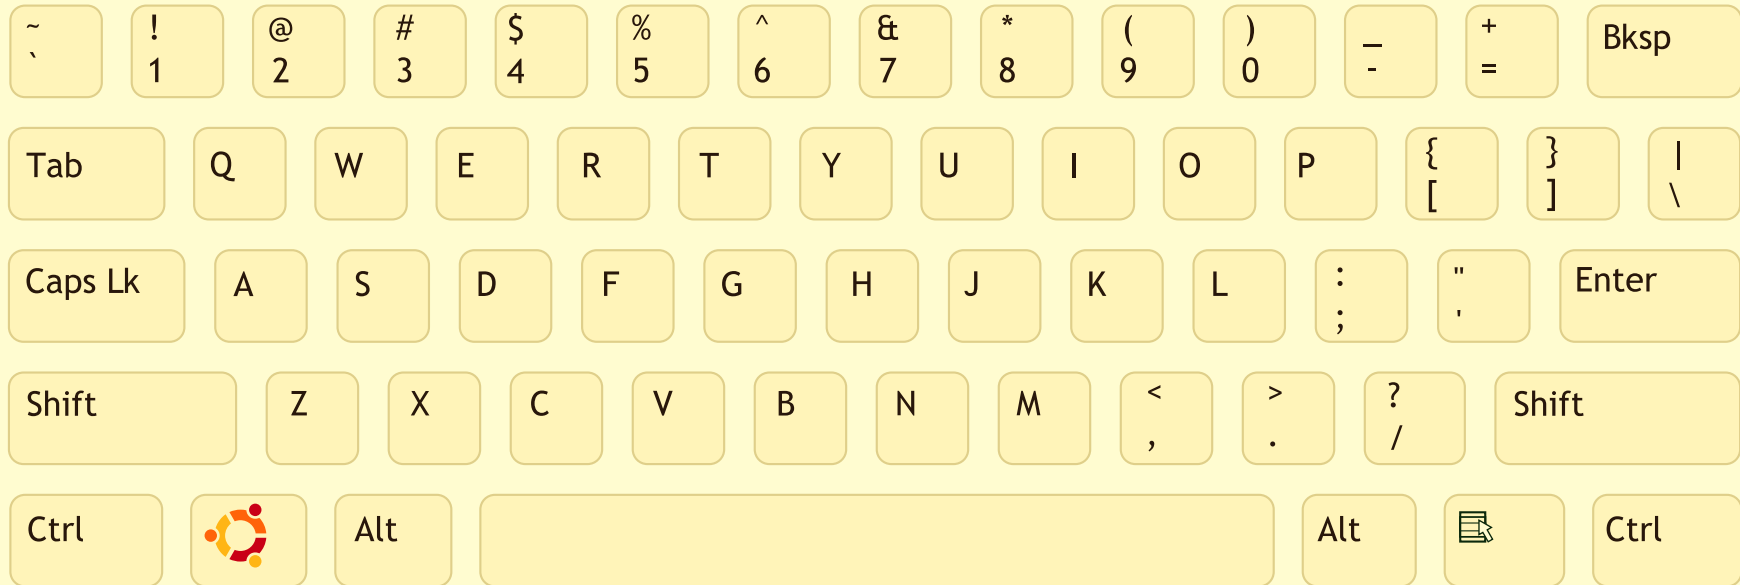 ~ ! @ # $ % ^ & * ( ) _ + Bksp
` 1 2 3 4 5 6 7 8 9 0 - =
Tab Q W E R T Y U I O P { } |
[ ] \
Caps Lk A S D F G H J K L : " Enter
; '
Shift Z X C V B N M < > ? Shift
, . /
Ctrl Alt Alt Ctrl